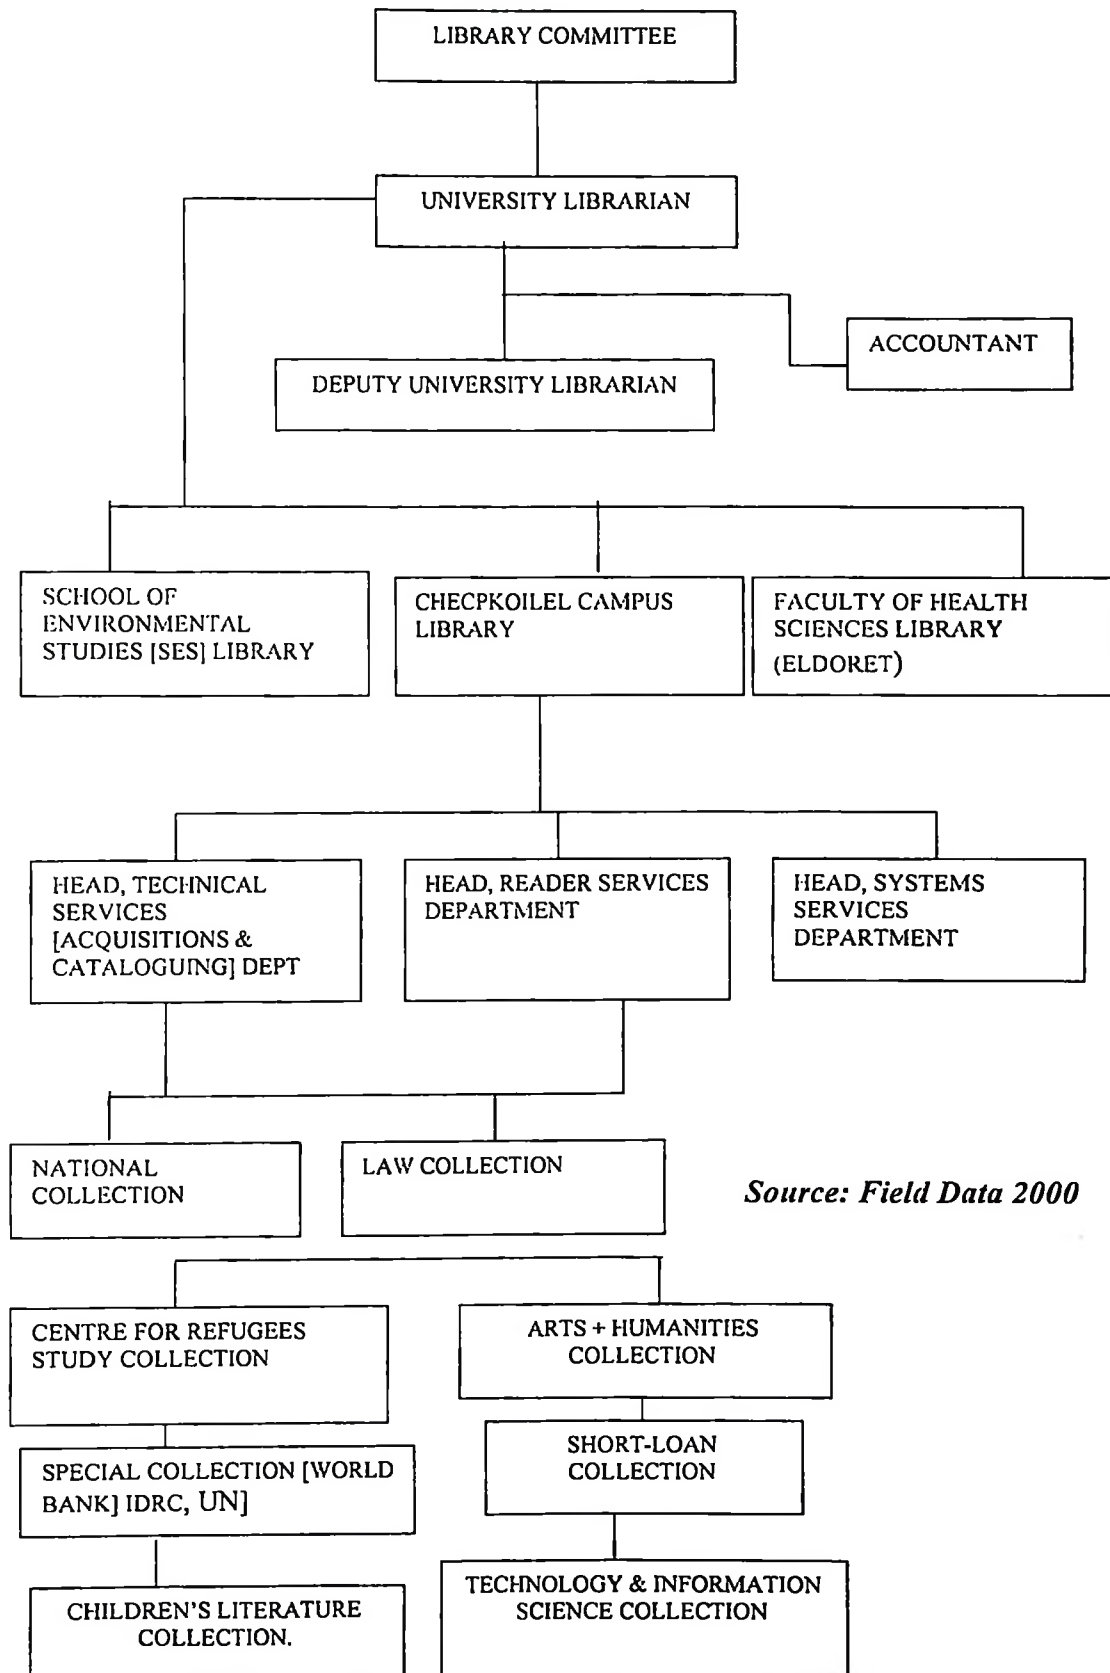 LIBRARY COMMITTEE
UNIVERSITY LIBRARIAN
ACCOUNTANT
DEPUTY UNIVERSITY LIBRARIAN
SCHOOL OF
ENVIRONMENTAL
STUDIES [SES] LIBRARY
CHECPKOILEL CAMPUS
LIBRARY
FACULTY OF HEALTH
SCIENCES LIBRARY
(ELDORET)
HEAD, TECHNICAL
SERVICES
[ACQUISITIONS &
CATALOGUING] DEPT
HEAD, READER SERVICES
DEPARTMENT
HEAD, SYSTEMS
SERVICES
DEPARTMENT
NATIONAL
COLLECTION
LAW COLLECTION
Source: Field Data 2000
CENTRE FOR REFUGEES
STUDY COLLECTION
ARTS + HUMANITIES
COLLECTION
SPECIAL COLLECTION [WORLD
BANK] IDRC, UN]
SHORT-LOAN
COLLECTION
CHILDREN'S LITERATURE
COLLECTION.
TECHNOLOGY & INFORMATION
SCIENCE COLLECTION